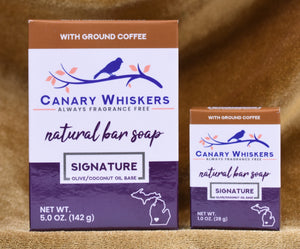 WITH GROUND COFFEE
CANARY WHISKERS
ALWAYS FRAGRANCE FREE
natural bar soap
SIGNATURE
OLIVE/COCONUT OIL BASE
NET WT.
5.0 OZ. (142 g)
WITH GROUND COFFEE
CANARY WHISKERS
ALWAYS FRAGRANCE FREE
natural bar soap
SIGNATURE
OLIVE/COCONUT OIL BASE
NET WT.
1.0 OZ. (28 g)